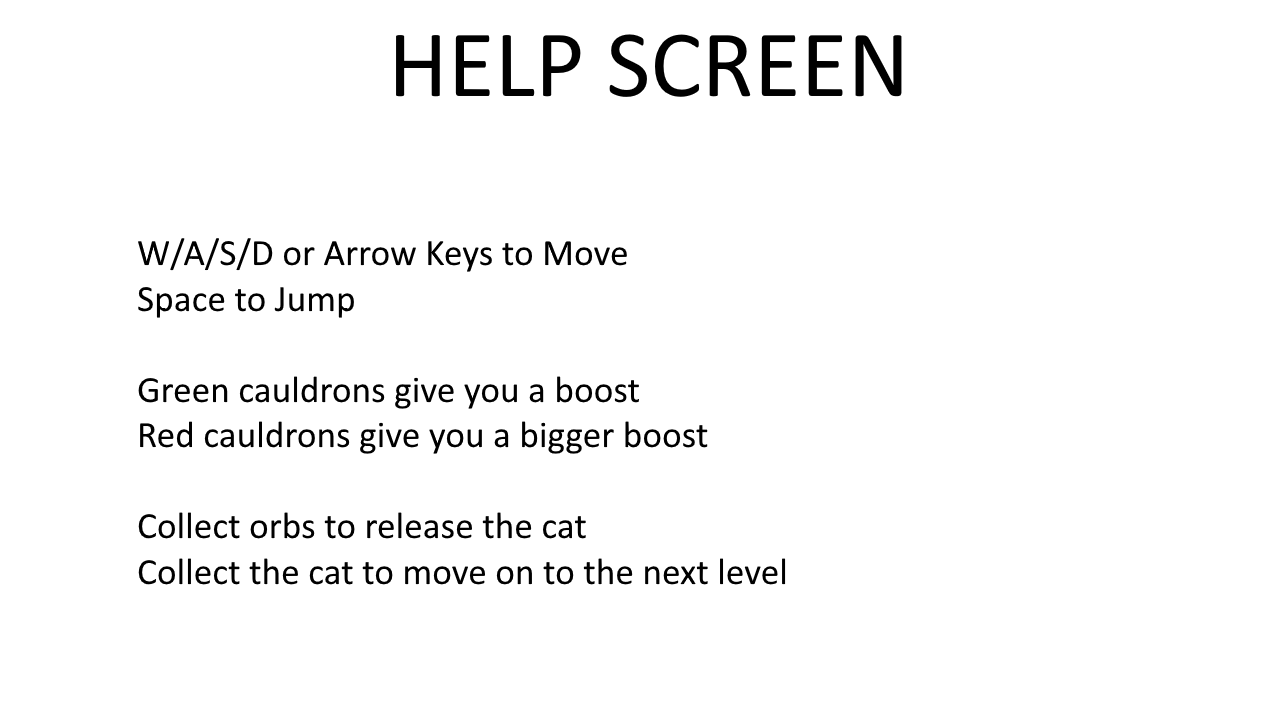 HELP SCREEN
W/A/S/D or Arrow Keys to Move
Space to Jump
Green cauldrons give you a boost
Red cauldrons give you a bigger boost
Collect orbs to release the cat
Collect the cat to move on to the next level